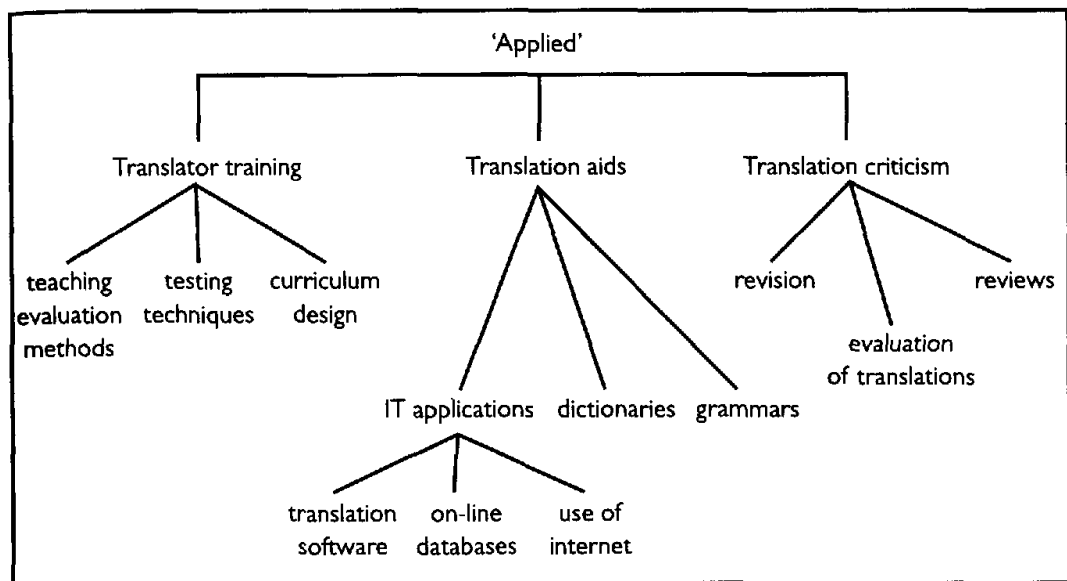 'Applied'
Translator training
Translation aids
Translation criticism
teaching
evaluation
methods
testing
techniques
curriculum
design
revision
evaluation
of translations
reviews
IT applications
dictionaries
grammars
translation
software
on-line
databases
use of
internet